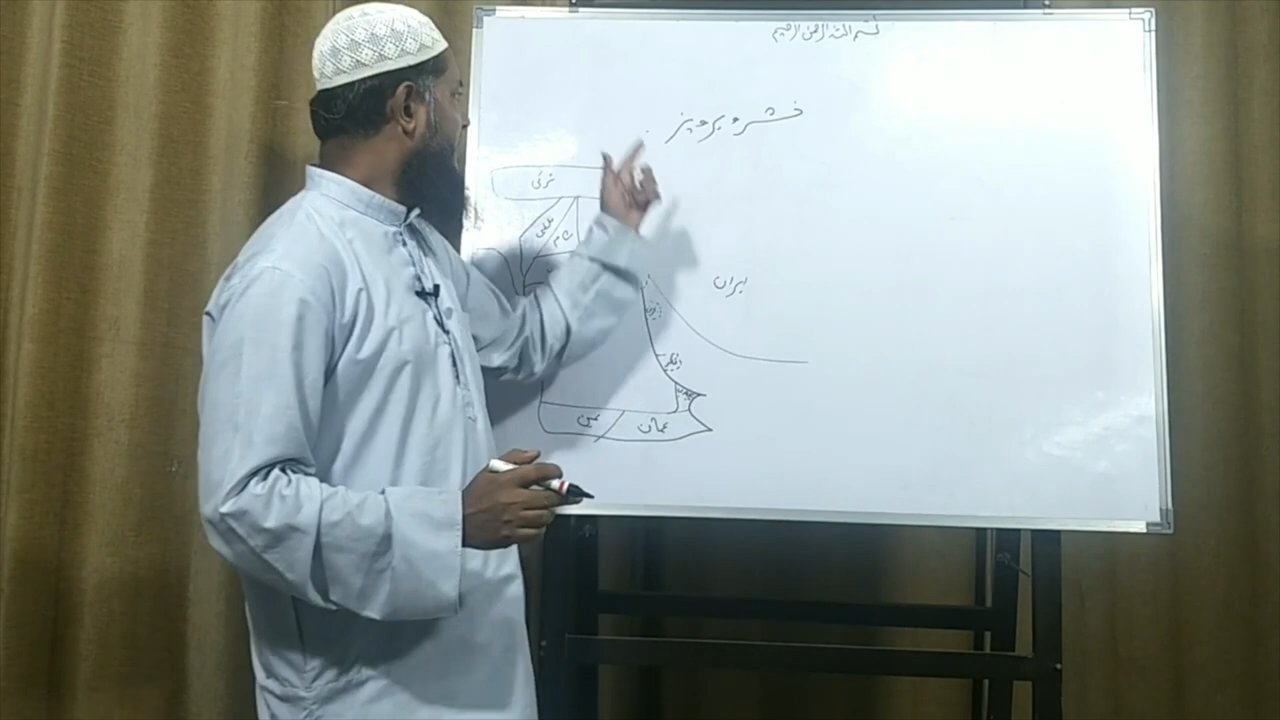 بسم اللہ الرحمن الرحیم
خسرو پرویز
ترکی
شام
ایران
یمن
عمان